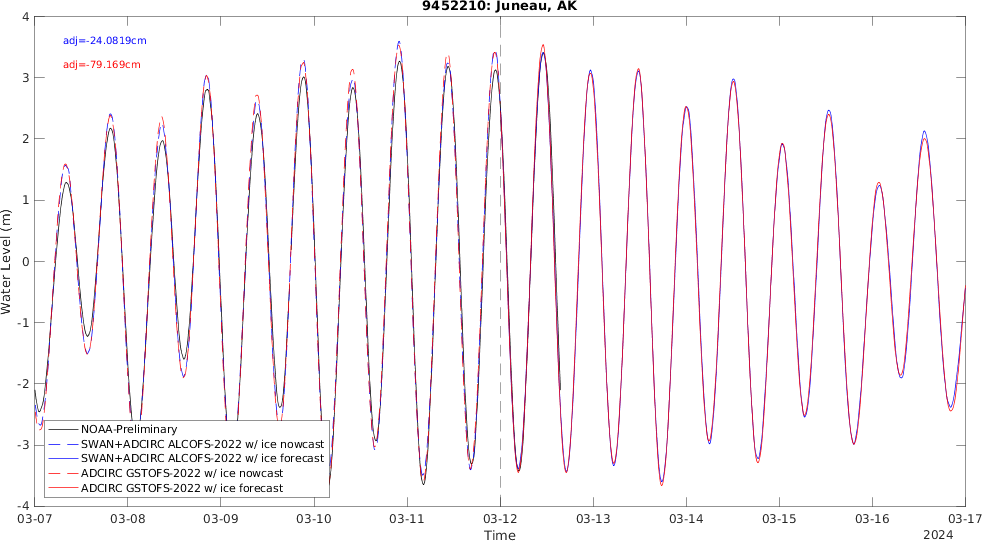 9452210: Juneau, AK
adj=-24.0819cm
adj=-79.169cm
Water Level (m)
4
3
2
1
0
-1
-2
-3
-4
NOAA-Preliminary
SWAN+ADCIRC ALCOFS-2022 w/ ice nowcast
SWAN+ADCIRC ALCOFS-2022 w/ ice forecast
ADCIRC GSTOFS-2022 w/ ice nowcast
ADCIRC GSTOFS-2022 w/ ice forecast
03-07 03-08 03-09 03-10 03-11 03-12 03-13 03-14 03-15 03-16 03-17
Time
2024